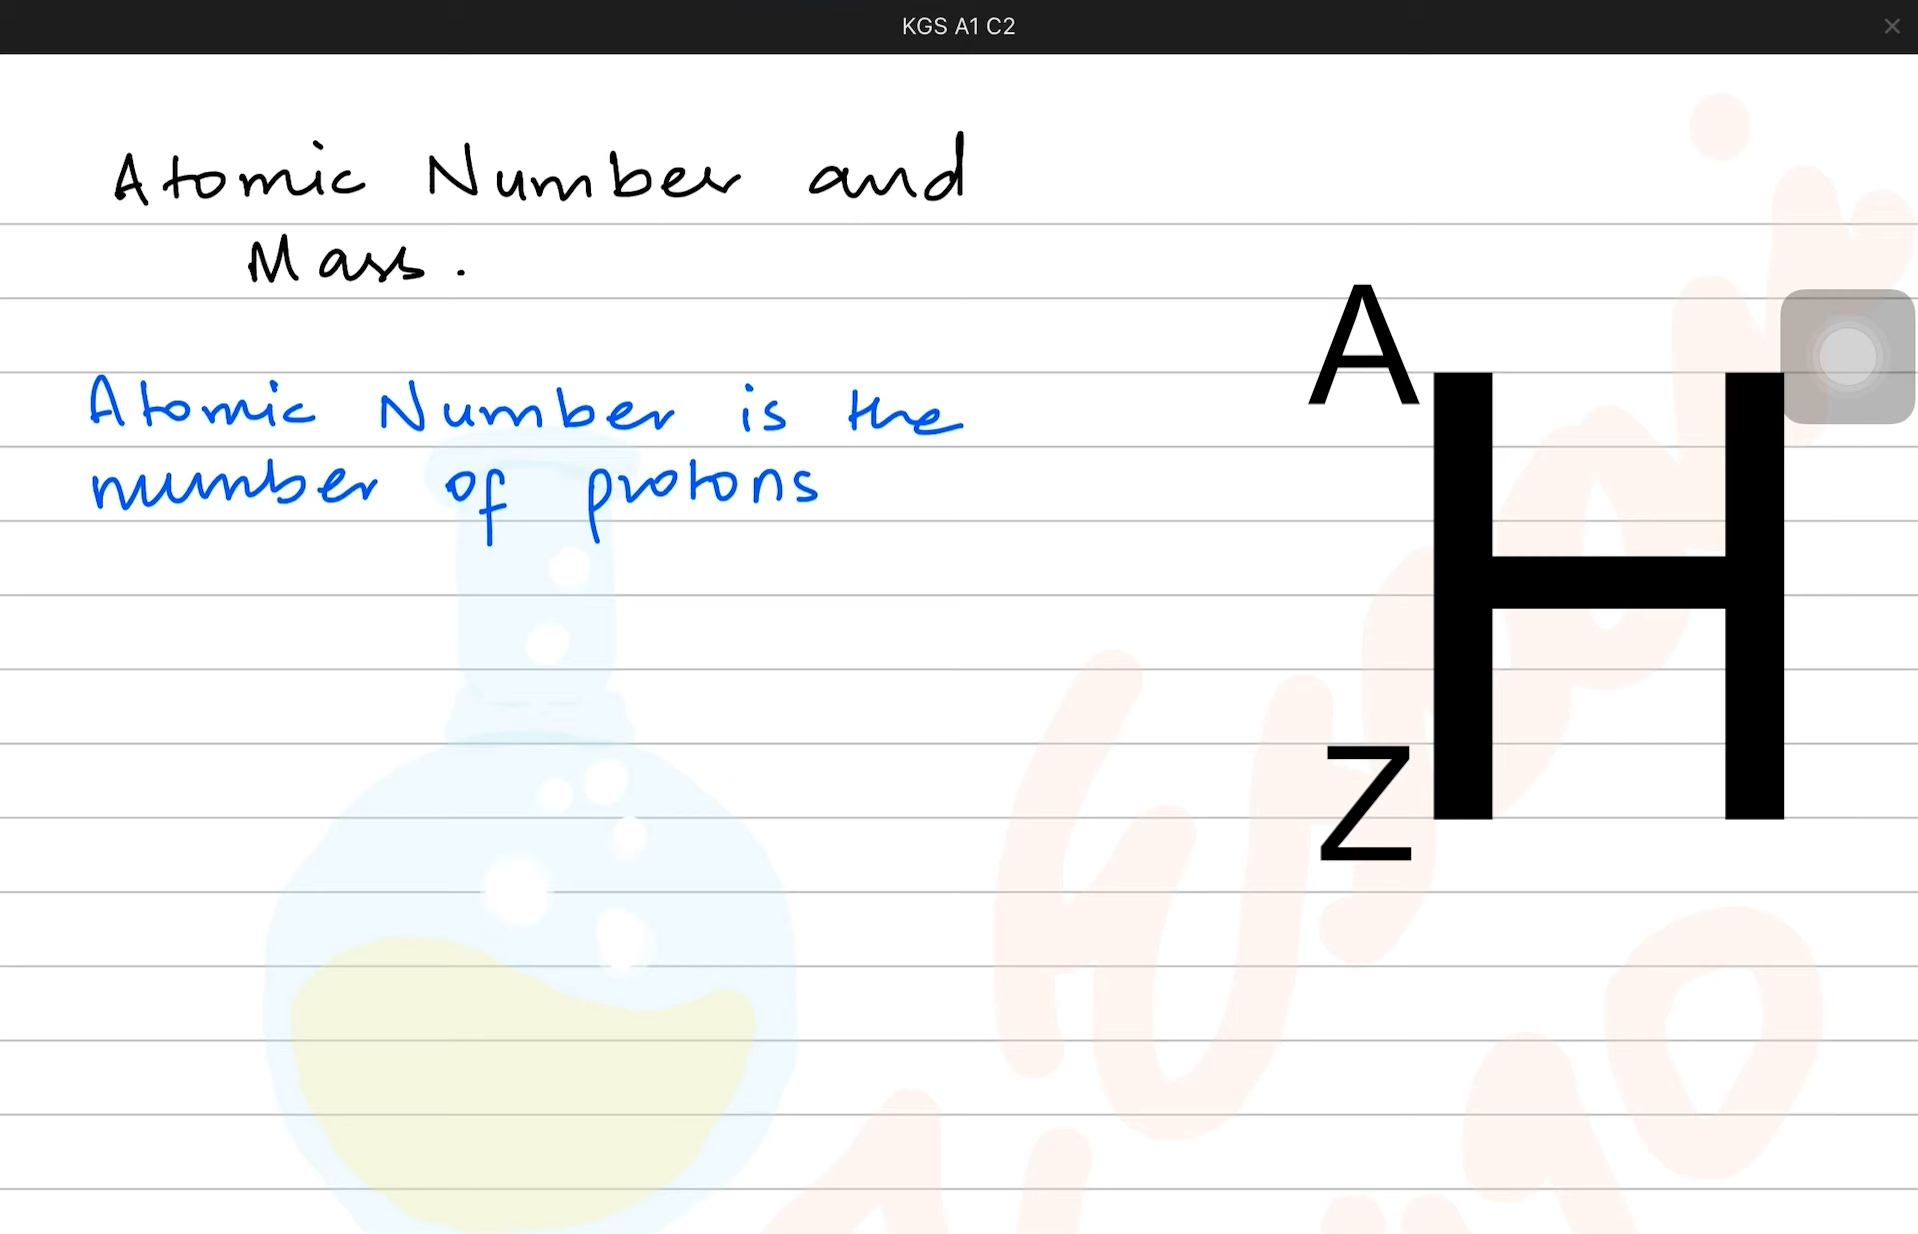 KGS A1 C2
Atomic Number and
Mass.
Atomic Number is the
number of protons
A
H
Z